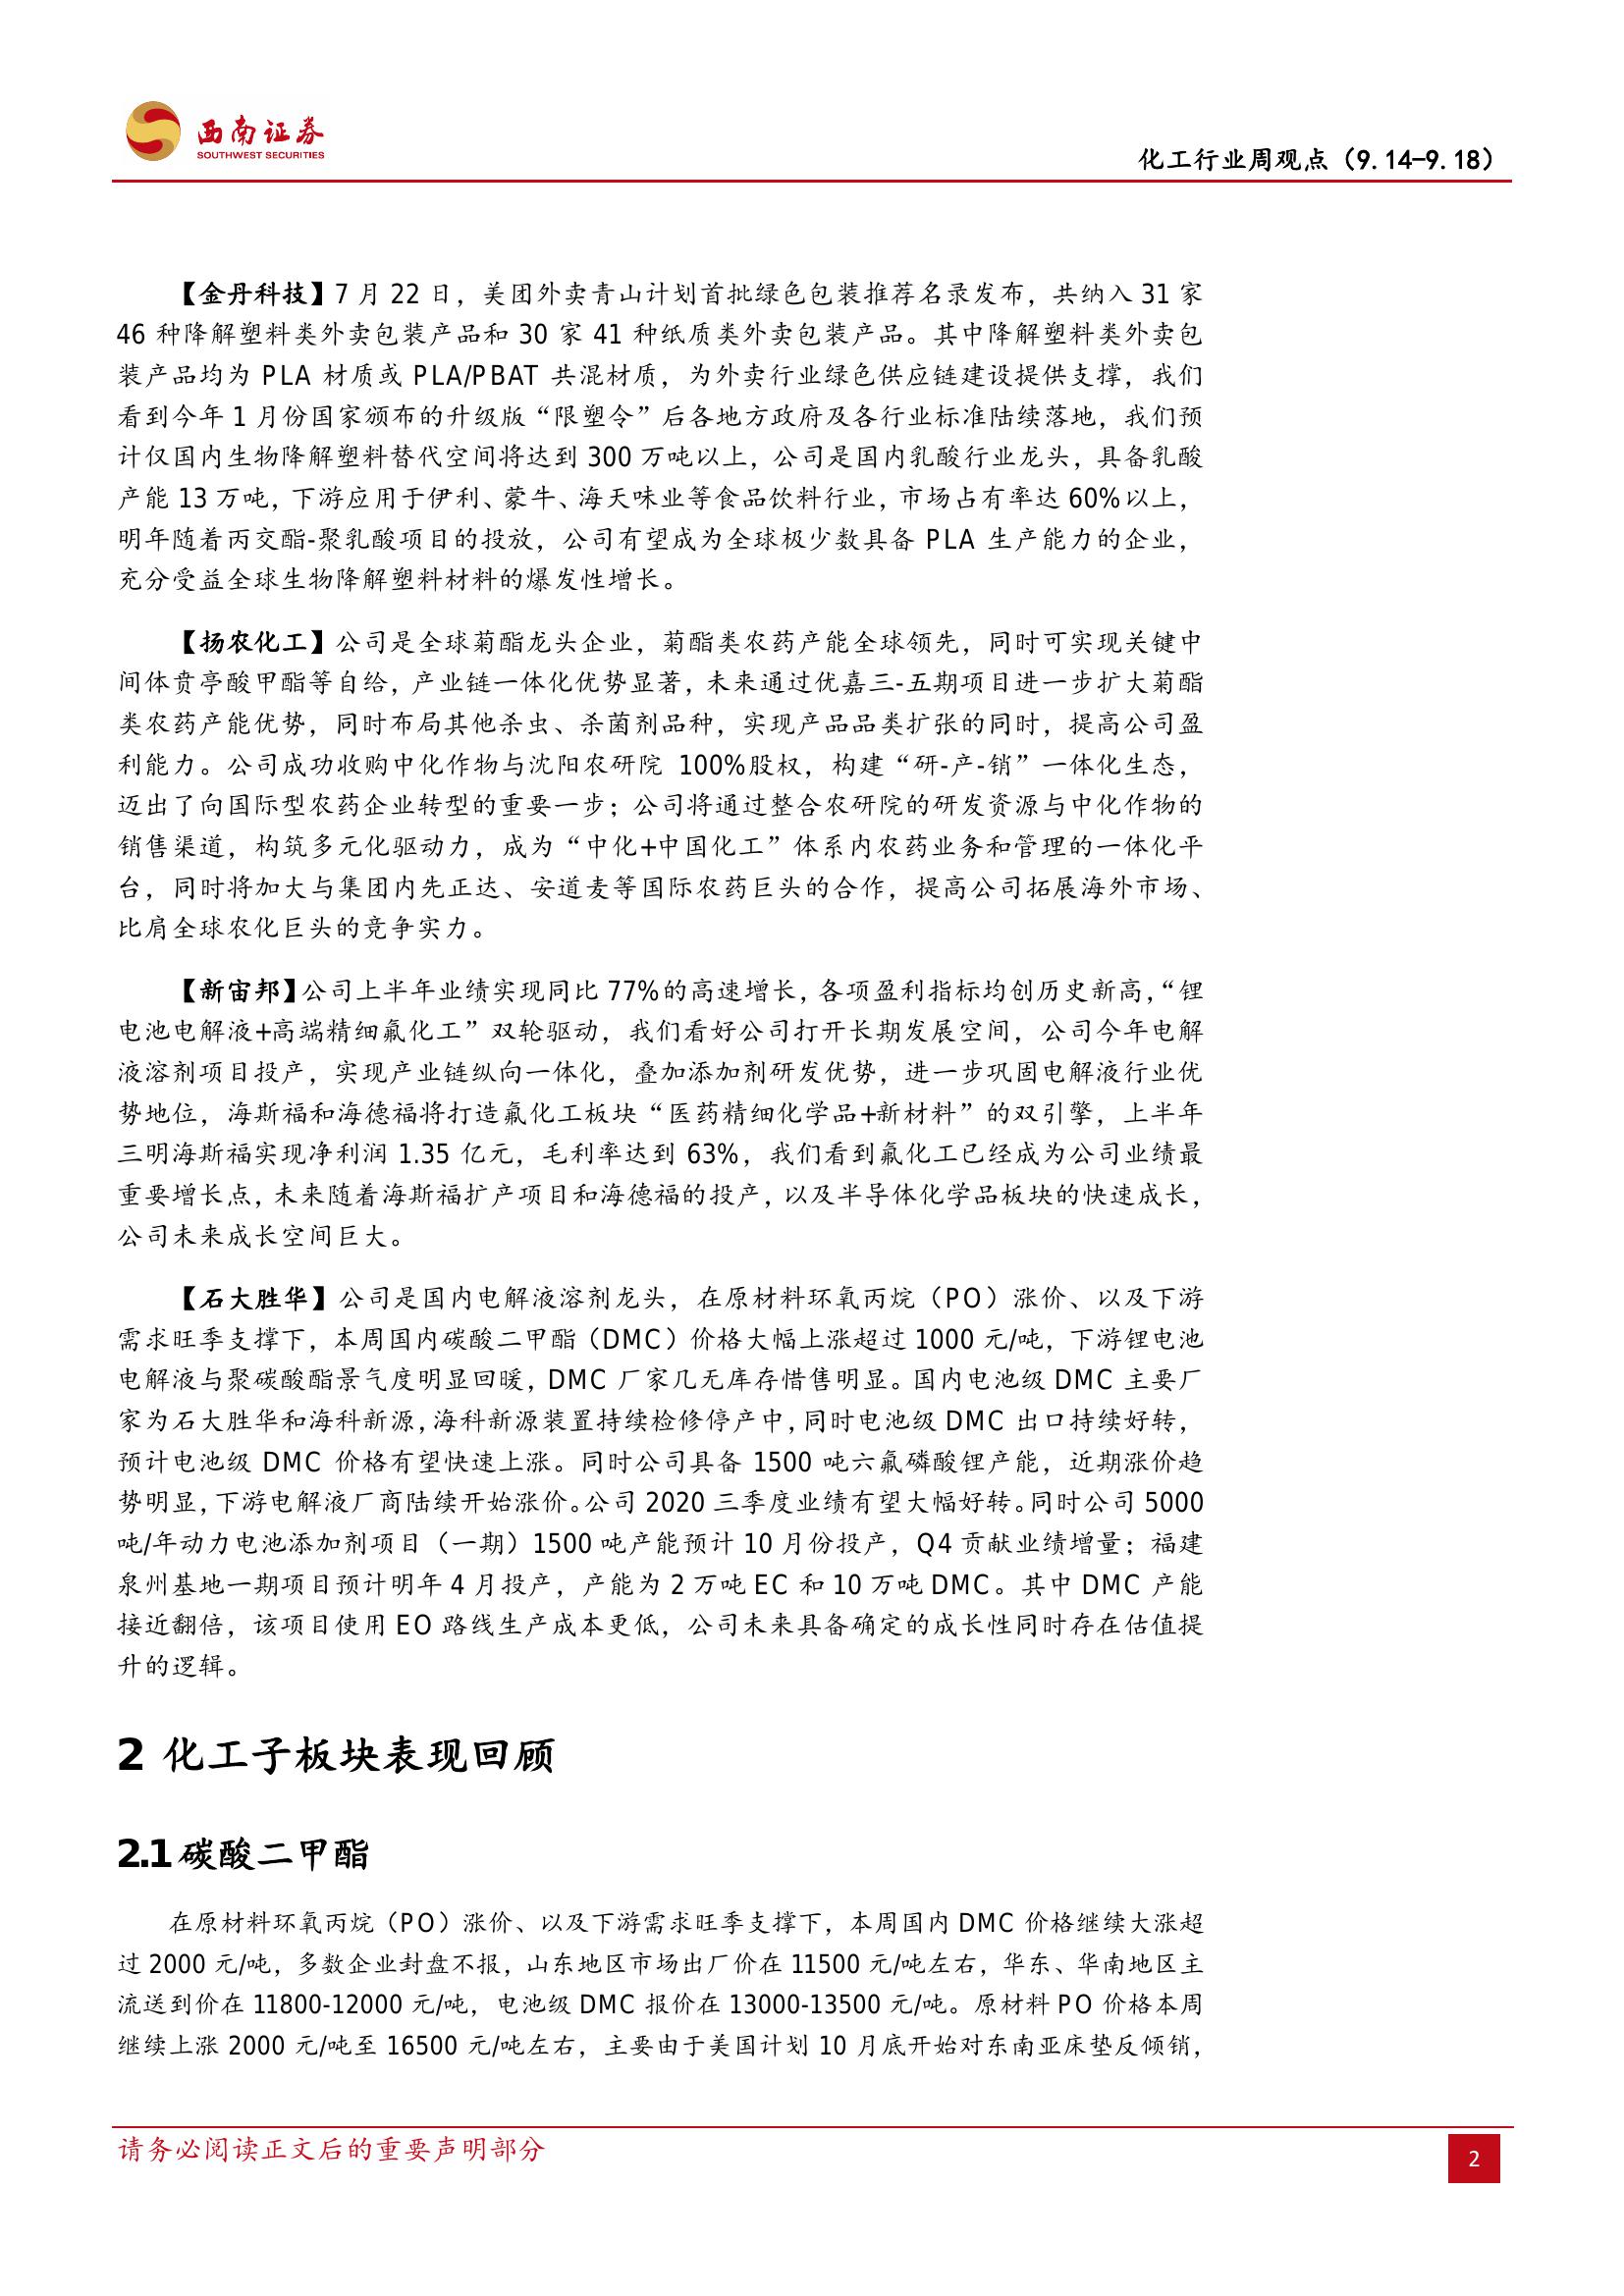 西南证券
SOUTHWEST SECURITIES
化工行业周观点（9.14-9.18）
【金丹科技】7 月 22 日，美团外卖青山计划首批绿色包装推荐名录发布，共纳入 31 家
46 种降解塑料类外卖包装产品和 30 家 41 种纸质类外卖包装产品。其中降解塑料类外卖包
装产品均为 PLA 材质或 PLA/PBAT 共混材质，为外卖行业绿色供应链建设提供支撑，我们
看到今年 1 月份国家颁布的升级版“限塑令”后各地方政府及各行业标准陆续落地，我们预
计仅国内生物降解塑料替代空间将达到 300 万吨以上，公司是国内乳酸行业龙头，具备乳酸
产能 13 万吨，下游应用于伊利、蒙牛、海天味业等食品饮料行业，市场占有率达 60%以上，
明年随着丙交酯-聚乳酸项目的投放，公司有望成为全球极少数具备 PLA 生产能力的企业，
充分受益全球生物降解塑料材料的爆发性增长。
【扬农化工】公司是全球菊酯龙头企业，菊酯类农药产能全球领先，同时可实现关键中
间体贲亭酸甲酯等自给，产业链一体化优势显著，未来通过优嘉三-五期项目进一步扩大菊酯
类农药产能优势，同时布局其他杀虫、杀菌剂品种，实现产品品类扩张的同时，提高公司盈
利能力。公司成功收购中化作物与沈阳农研院 100%股权，构建“研-产-销”一体化生态，
迈出了向国际型农药企业转型的重要一步；公司将通过整合农研院的研发资源与中化作物的
销售渠道，构筑多元化驱动力，成为“中化+中国化工”体系内农药业务和管理的一体化平
台，同时将加大与集团内先正达、安道麦等国际农药巨头的合作，提高公司拓展海外市场、
比肩全球农化巨头的竞争实力。
【新宙邦】公司上半年业绩实现同比 77%的高速增长，各项盈利指标均创历史新高，“锂
电池电解液+高端精细氟化工”双轮驱动，我们看好公司打开长期发展空间，公司今年电解
液溶剂项目投产，实现产业链纵向一体化，叠加添加剂研发优势，进一步巩固电解液行业优
势地位，海斯福和海德福将打造氟化工板块“医药精细化学品+新材料”的双引擎，上半年
三明海斯福实现净利润 1.35 亿元，毛利率达到 63%，我们看到氟化工已经成为公司业绩最
重要增长点，未来随着海斯福扩产项目和海德福的投产，以及半导体化学品板块的快速成长，
公司未来成长空间巨大。
【石大胜华】公司是国内电解液溶剂龙头，在原材料环氧丙烷（PO）涨价、以及下游
需求旺季支撑下，本周国内碳酸二甲酯（DMC）价格大幅上涨超过 1000 元/吨，下游锂电池
电解液与聚碳酸酯景气度明显回暖，DMC 厂家几无库存惜售明显。国内电池级 DMC 主要厂
家为石大胜华和海科新源，海科新源装置持续检修停产中，同时电池级 DMC 出口持续好转，
预计电池级 DMC 价格有望快速上涨。同时公司具备 1500 吨六氟磷酸锂产能，近期涨价趋
势明显，下游电解液厂商陆续开始涨价。公司 2020 三季度业绩有望大幅好转。同时公司 5000
吨/年动力电池添加剂项目（一期）1500 吨产能预计 10 月份投产，Q4 贡献业绩增量；福建
泉州基地一期项目预计明年 4 月投产，产能为 2 万吨 EC 和 10 万吨 DMC。其中 DMC 产能
接近翻倍，该项目使用 EO 路线生产成本更低，公司未来具备确定的成长性同时存在估值提
升的逻辑。
2 化工子板块表现回顾
2.1 碳酸二甲酯
在原材料环氧丙烷（PO）涨价、以及下游需求旺季支撑下，本周国内 DMC 价格继续大涨超
过 2000 元/吨，多数企业封盘不报，山东地区市场出厂价在 11500 元/吨左右，华东、华南地区主
流送到价在 11800-12000 元/吨，电池级 DMC 报价在 13000-13500 元/吨。原材料 PO 价格本周
继续上涨 2000 元/吨至 16500 元/吨左右，主要由于美国计划 10 月底开始对东南亚床垫反倾销，
请务必阅读正文后的重要声明部分
2